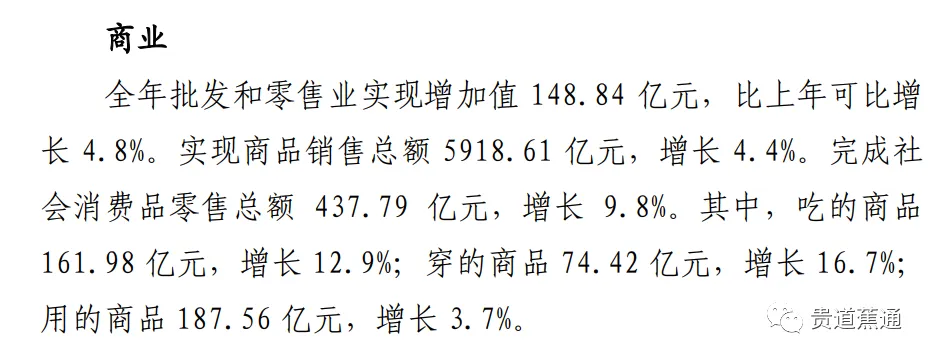 商业
全年批发和零售业实现增加值 148.84 亿元，比上年可比增
长 4.8%。实现商品销售总额 5918.61 亿元，增长 4.4%。完成社
会消费品零售总额 437.79 亿元，增长 9.8%。其中，吃的商品
161.98 亿元，增长 12.9%；穿的商品 74.42 亿元，增长 16.7%；
用的商品 187.56 亿元，增长 3.7%。
贵道蕉通